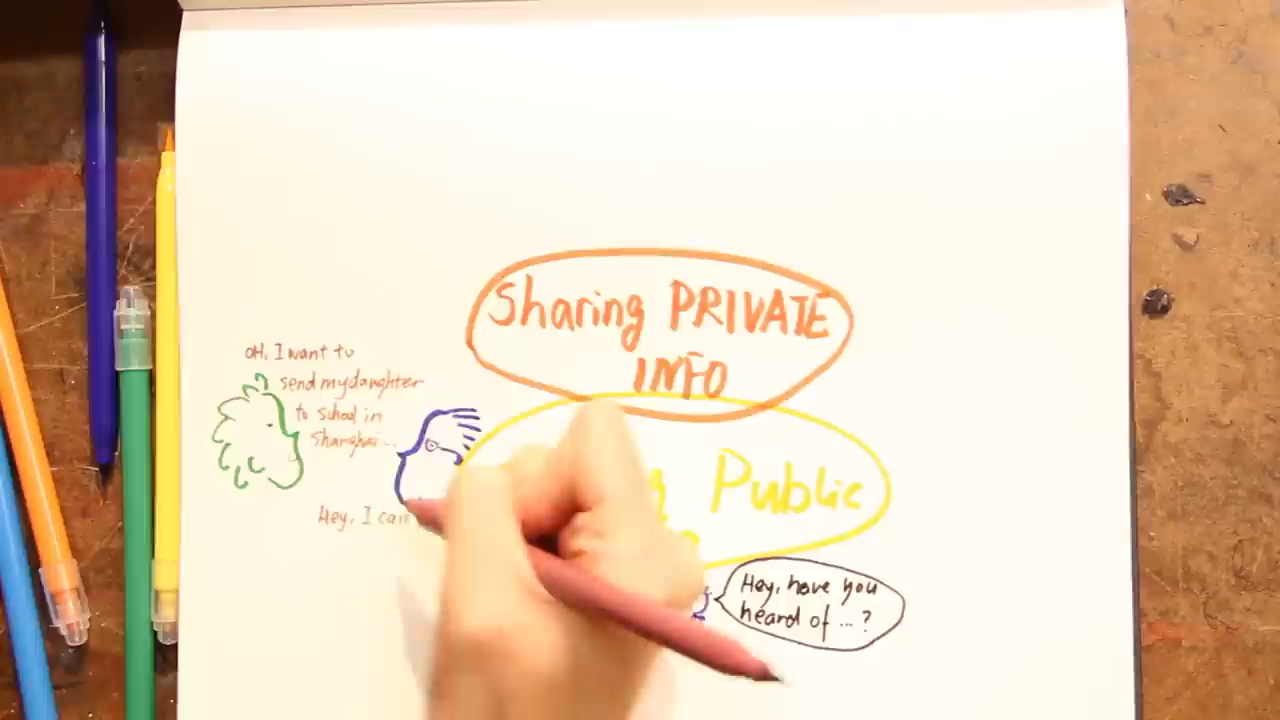 Sharing PRIVATE
INFO
OH, I want to
send my daughter
to school in
Shanghai...
Hey, I can
Public
Hey, have you
heard of ... ?